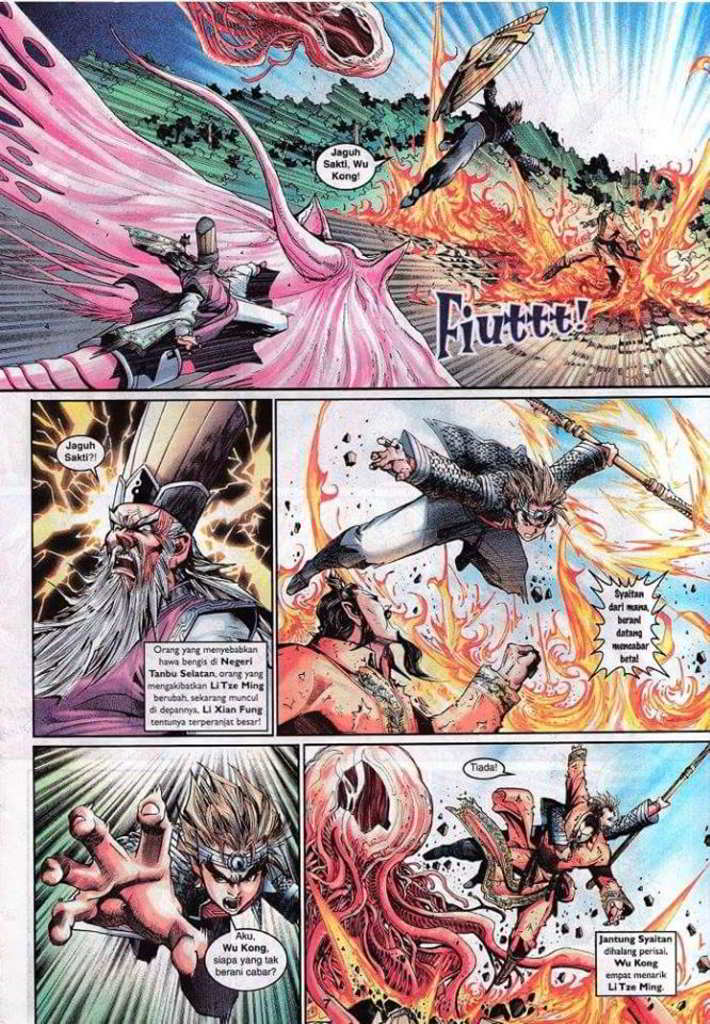 Jaguh
Sakti, Wu
Kong!
Fiuttt!
Jaguh
Sakti?!
Orang yang menyebabkan
hawa bengis di Negeri
Tanbu Selatan, orang yang
mengakibatkan Li Tze Ming
berubah, sekarang muncul
di depannya, Li Xian Fung
tentunya terperanjat besar!
Syaitan
dari mana,
berani
datang
mencabar
beta!
Aku,
Wu Kong,
siapa yang tak
berani cabar?
Tiada!
Jantung Syaitan
dihalang perisai,
Wu Kong
empat menarik
Li Tze Ming.